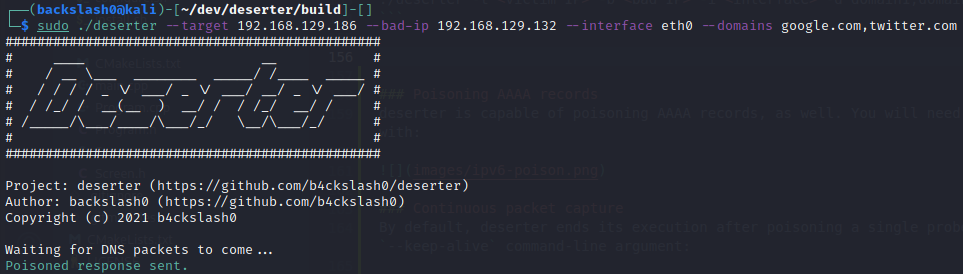 (backslash0@kali)-[~/dev/deserter/build]-[]
$ sudo ./deserter --target 192.168.129.186 --bad-ip 192.168.129.132 --interface eth0 --domains google.com,twitter.com
################################################
Deserter
################################################
Project: deserter (https://github.com/b4ckslash0/deserter)
Author: backslash0 (https://github.com/b4ckslash0)
Copyright (c) 2021 b4ckslash0
Waiting for DNS packets to come...
Poisoned response sent.
156
### Poisoning AAAA records
Deserter is capable of poisoning AAAA records, as well. You will need
with:
![](images/ipv6-poison.png)
Continuous packet capture
By default, deserter ends its execution after poisoning a single
`--keep-alive` command-line argument: